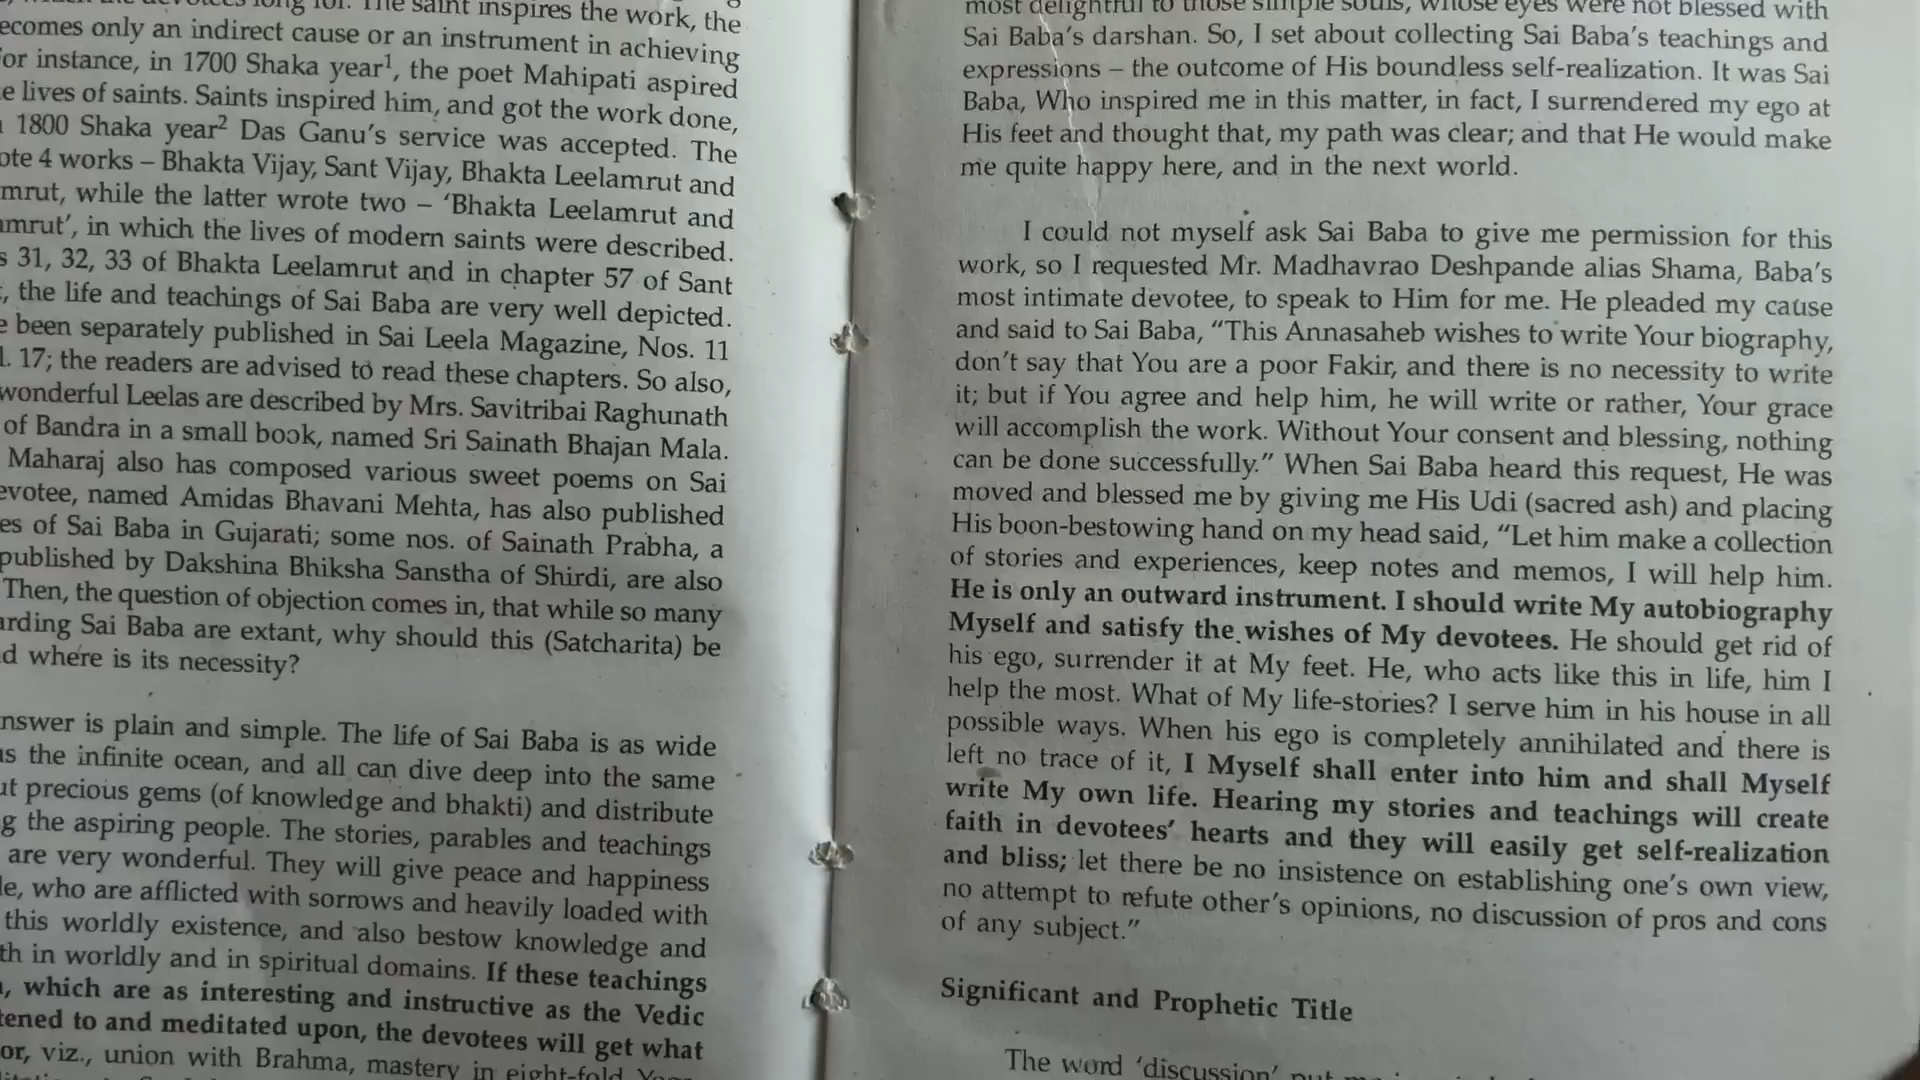 The saint inspires the work, the
ecomes only an indirect cause or an instrument in achieving
or instance, in 1700 Shaka year¹, the poet Mahipati aspired
e lives of saints. Saints inspired him, and got the work done,
1800 Shaka year² Das Ganu's service was accepted. The
ote 4 works – Bhakta Vijay, Sant Vijay, Bhakta Leelamrut and
mrut, while the latter wrote two – 'Bhakta Leelamrut and
amrut', in which the lives of modern saints were described.
s 31, 32, 33 of Bhakta Leelamrut and in chapter 57 of Sant
, the life and teachings of Sai Baba are very well depicted.
e been separately published in Sai Leela Magazine, Nos. 11
l. 17; the readers are advised to read these chapters. So also,
wonderful Leelas are described by Mrs. Savitribai Raghunath
of Bandra in a small book, named Sri Sainath Bhajan Mala.
Maharaj also has composed various sweet poems on Sai
evotee, named Amidas Bhavani Mehta, has also published
es of Sai Baba in Gujarati; some nos. of Sainath Prabha, a
published by Dakshina Bhiksha Sanstha of Shirdi, are also
Then, the question of objection comes in, that while so many
arding Sai Baba are extant, why should this (Satcharita) be
d where is its necessity?
nswer is plain and simple. The life of Sai Baba is as wide
as the infinite ocean, and all can dive deep into the same
ut precious gems (of knowledge and bhakti) and distribute
g the aspiring people. The stories, parables and teachings
are very wonderful. They will give peace and happiness
le, who are afflicted with sorrows and heavily loaded with
this worldly existence, and also bestow knowledge and
th in worldly and in spiritual domains. If these teachings
, which are as interesting and instructive as the Vedic
tened to and meditated upon, the devotees will get what
or, viz., union with Brahma, mastery in eight-fold
most delightful to those simple souls, whose eyes were not blessed with
Sai Baba's darshan. So, I set about collecting Sai Baba's teachings and
expressions – the outcome of His boundless self-realization. It was Sai
Baba, Who inspired me in this matter, in fact, I surrendered my ego at
His feet and thought that, my path was clear; and that He would make
me quite happy here, and in the next world.
I could not myself ask Sai Baba to give me permission for this
work, so I requested Mr. Madhavrao Deshpande alias Shama, Baba's
most intimate devotee, to speak to Him for me. He pleaded my cause
and said to Sai Baba, "This Annasaheb wishes to write Your biography,
don't say that You are a poor Fakir, and there is no necessity to write
it; but if You agree and help him, he will write or rather, Your grace
will accomplish the work. Without Your consent and blessing, nothing
can be done successfully." When Sai Baba heard this request, He was
moved and blessed me by giving me His Udi (sacred ash) and placing
His boon-bestowing hand on my head said, "Let him make a collection
of stories and experiences, keep notes and memos, I will help him.
He is only an outward instrument. I should write My autobiography
Myself and satisfy the wishes of My devotees. He should get rid of
his ego, surrender it at My feet. He, who acts like this in life, him I
help the most. What of My life-stories? I serve him in his house in all
possible ways. When his ego is completely annihilated and there is
left no trace of it, I Myself shall enter into him and shall Myself
write My own life. Hearing my stories and teachings will create
faith in devotees' hearts and they will easily get self-realization
and bliss; let there be no insistence on establishing one's own view,
no attempt to refute other's opinions, no discussion of pros and cons
of any subject."
Significant and Prophetic Title
The word 'discussion'